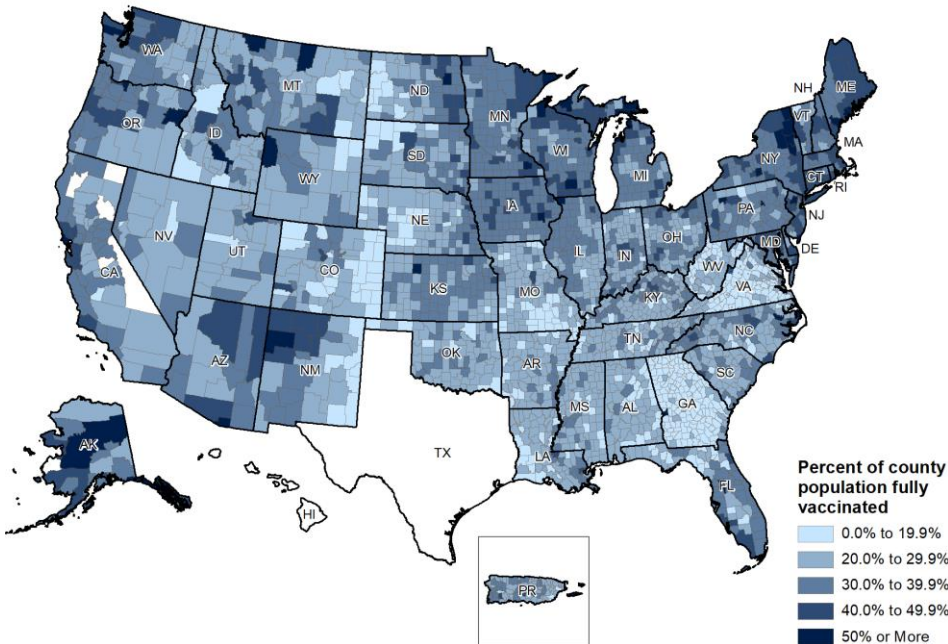 WA
MT
ND
MN
OR
ID
SD
WI
WY
MI
NH
ME
VT
MA
NY
CT
RI
NV
UT
CO
NE
IA
IL
IN
OH
PA
NJ
MD
DE
CA
KS
MO
KY
WV
VA
AZ
NM
OK
AR
TN
NC
SC
MS
AL
GA
LA
TX
FL
AK
HI
PR
Percent of county
population fully
vaccinated
0.0% to 19.9%
20.0% to 29.9%
30.0% to 39.9%
40.0% to 49.9%
50% or More